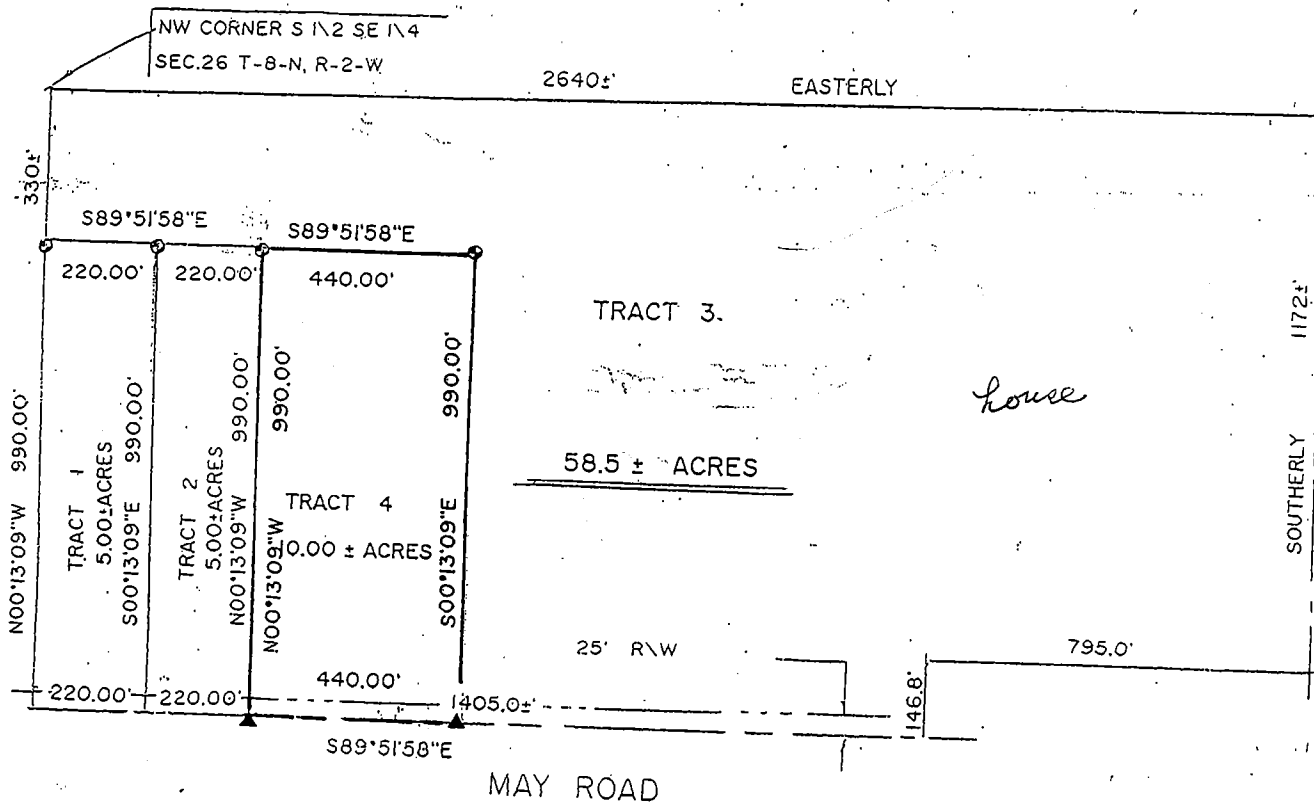 NW CORNER S 1\2 SE 1\4
SEC.26 T-8-N, R-2-W
2640±'
EASTERLY
330±'
S89°51'58"E
S89°51'58"E
220.00'
220.00'
440.00'
TRACT 3.
1172±'
house
N00°13'09"W 990.00'
TRACT 1
5.00±ACRES
S00°13'09"E 990.00'
TRACT 2
5.00±ACRES
N00°13'09"W 990.00'
990.00'
N00°13'09"W
TRACT 4
10.00 ± ACRES
S00°13'09"E
990.00'
58.5 ± ACRES
SOUTHERLY
25' R\W
795.0'
220.00'
220.00'
440.00'
1405.0±'
146.8'
S89°51'58"E
MAY ROAD